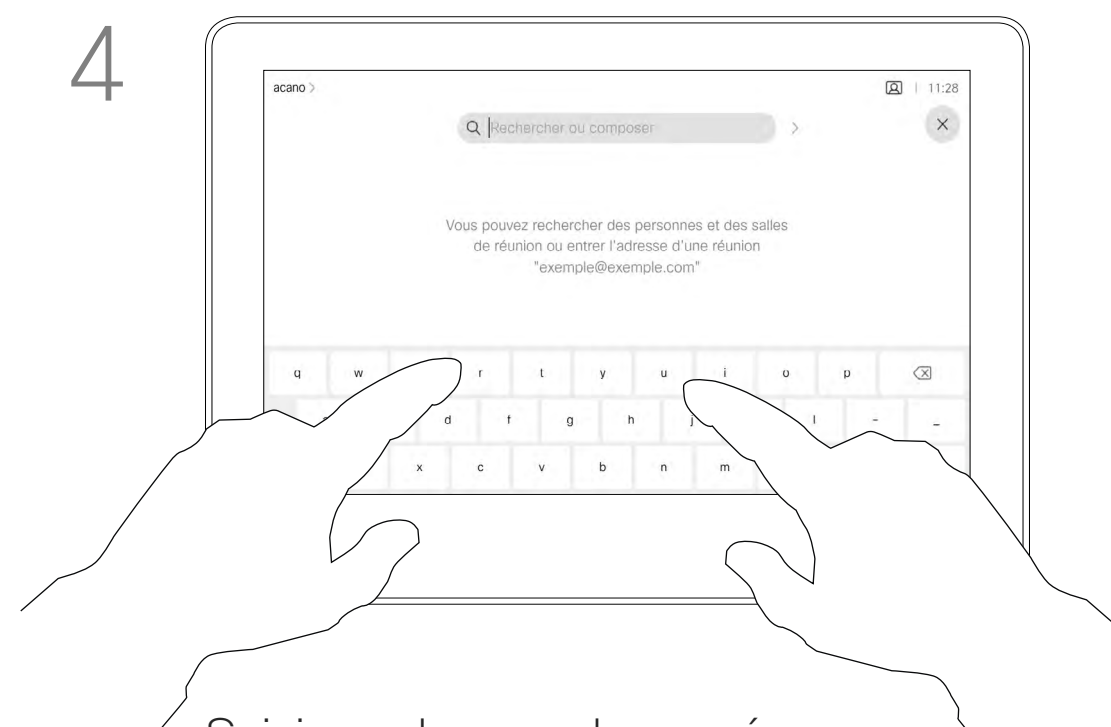 4
acano >
11:28
Rechercher ou composer
Vous pouvez rechercher des personnes et des salles
de réunion ou entrer l'adresse d'une réunion
"exemple@exemple.com"
q w r t y u i o p
d f g h j l - _
x c v b n m